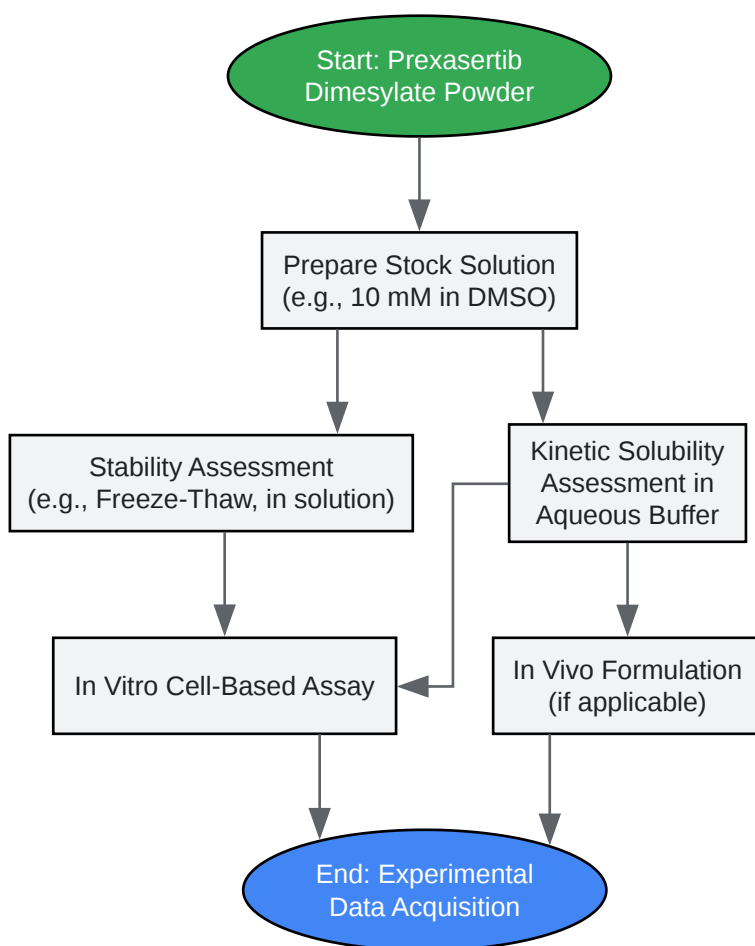 Start: Prexasertib
Dimesylate Powder
Prepare Stock Solution
(e.g., 10 mM in DMSO)
Stability Assessment
(e.g., Freeze-Thaw, in solution)
Kinetic Solubility
Assessment in
Aqueous Buffer
In Vitro Cell-Based Assay
In Vivo Formulation
(if applicable)
End: Experimental
Data Acquisition